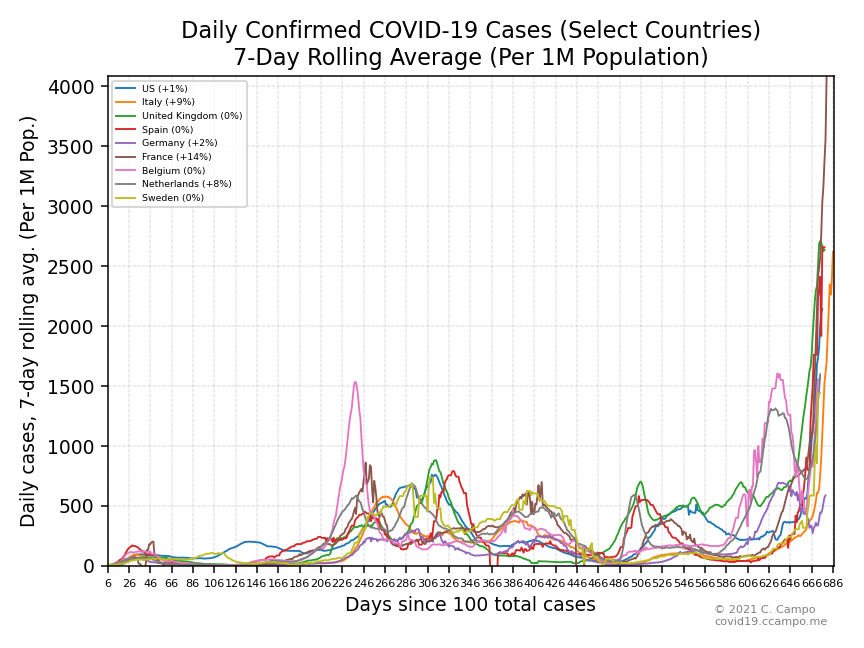 Daily Confirmed COVID-19 Cases (Select Countries)
7-Day Rolling Average (Per 1M Population)
Daily cases, 7-day rolling avg. (Per 1M Pop.)
4000
3500
3000
2500
2000
1500
1000
500
0
US (+1%)
Italy (+9%)
United Kingdom (0%)
Spain (0%)
Germany (+2%)
France (+14%)
Belgium (0%)
Netherlands (+8%)
Sweden (0%)
6 26 46 66 86 106 126 146 166 186 206 226 246 266 286 306 326 346 366 386 406 426 446 466 486 506 526 546 566 586 606 626 646 666 686
Days since 100 total cases
© 2021 C. Campo
covid19.ccampo.me